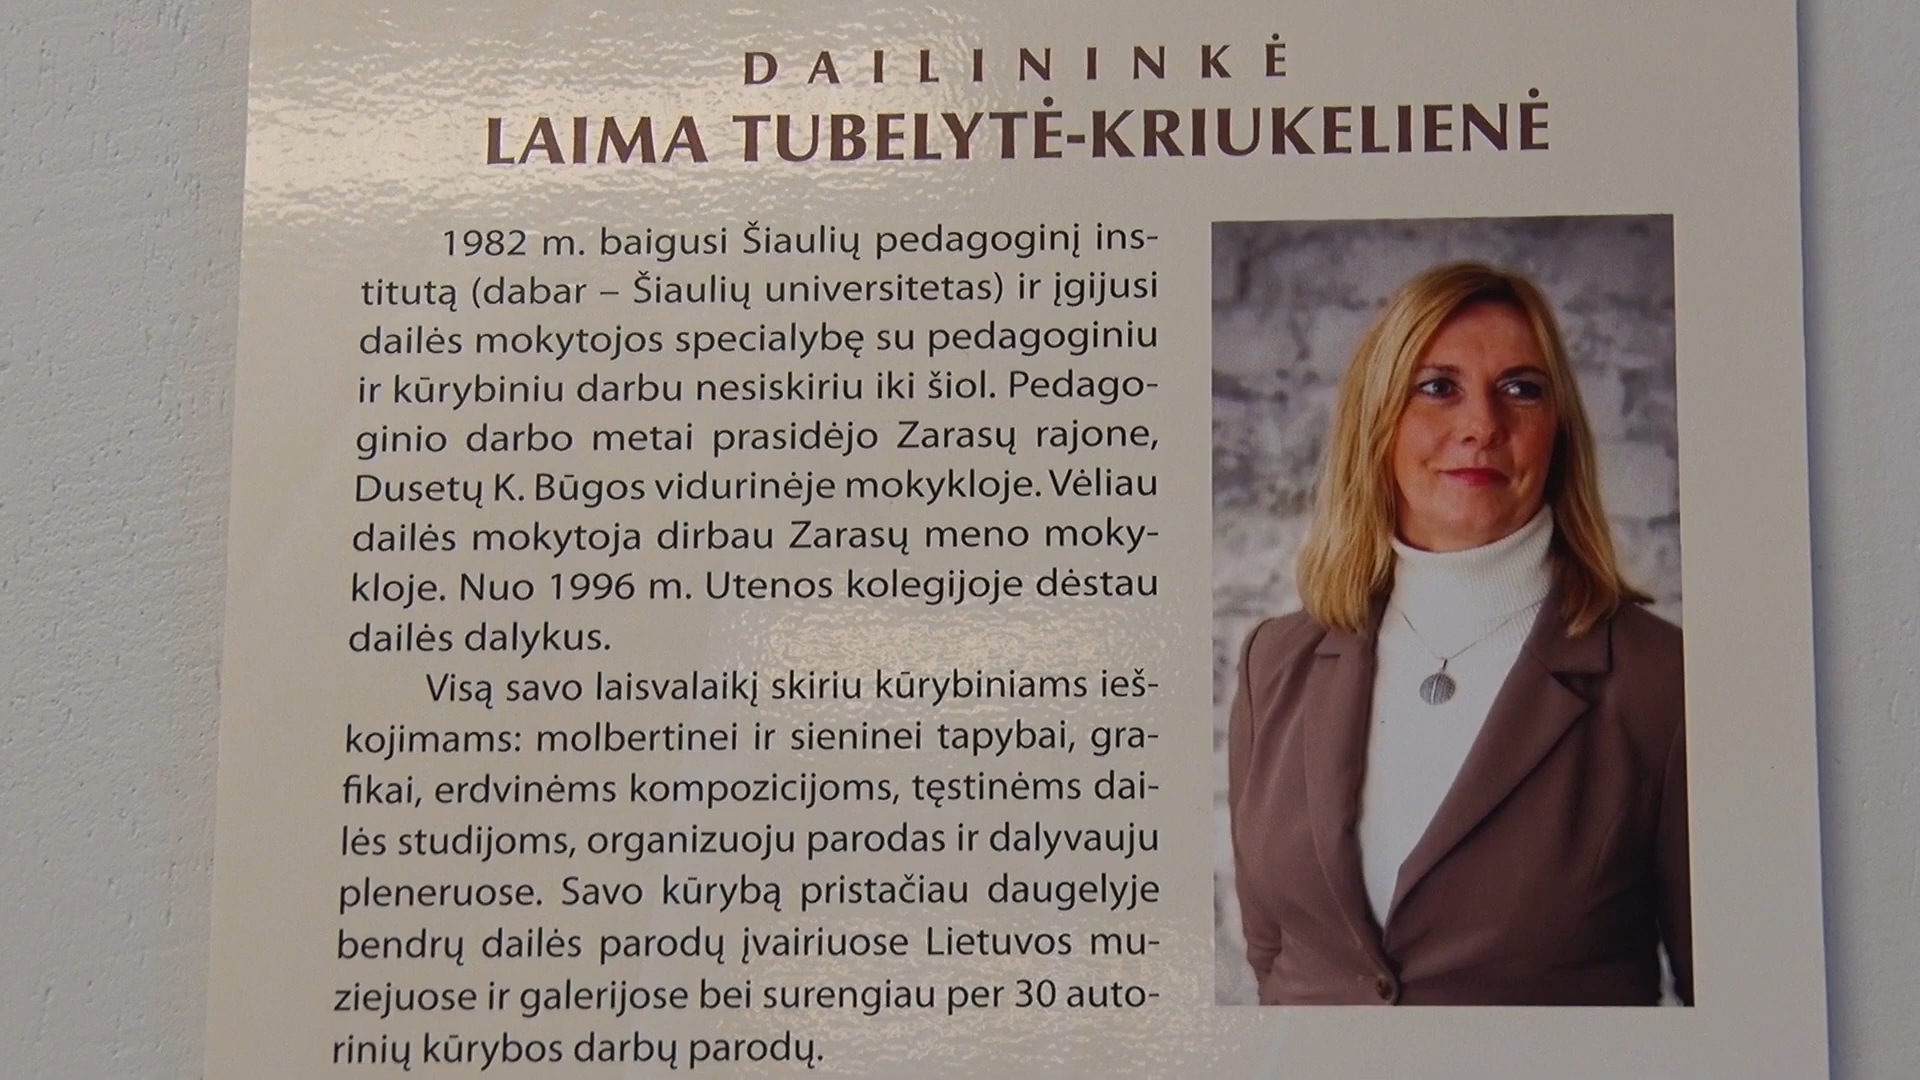 DAILININKĖ
LAIMA TUBELYTĖ-KRIUKELIENĖ
1982 m. baigusi Šiaulių pedagoginį ins-
titutą (dabar – Šiaulių universitetas) ir įgijusi
dailės mokytojos specialybę su pedagoginiu
ir kūrybiniu darbu nesiskiriu iki šiol. Pedago-
ginio darbo metai prasidėjo Zarasų rajone,
Dusetų K. Būgos vidurinėje mokykloje. Vėliau
dailės mokytoja dirbau Zarasų meno moky-
kloje. Nuo 1996 m. Utenos kolegijoje dėstau
dailės dalykus.
Visą savo laisvalaikį skiriu kūrybiniams ieš-
kojimams: molbertinei ir sieninei tapybai, gra-
fikai, erdvinėms kompozicijoms, tęstinėms dai-
lės studijoms, organizuoju parodas ir dalyvauju
pleneruose. Savo kūrybą pristačiau daugelyje
bendrų dailės parodų įvairiuose Lietuvos mu-
ziejuose ir galerijose bei surengiau per 30 auto-
rinių kūrybos darbų parodų.